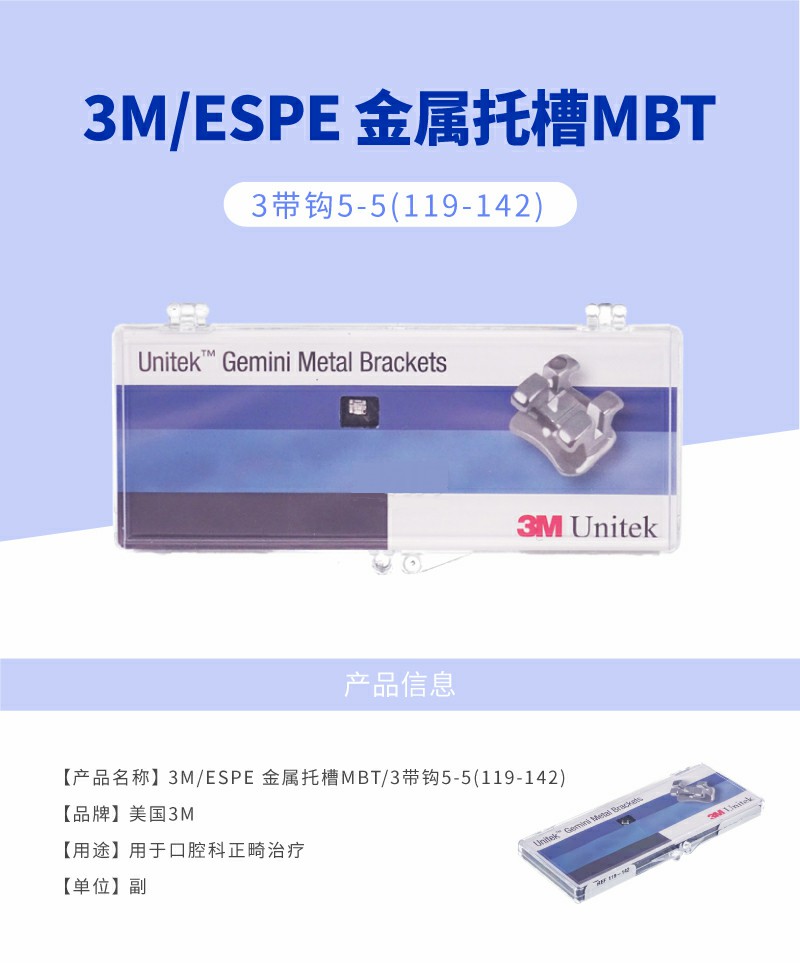 3M/ESPE 金属托槽MBT
3带钩5-5(119-142)
Unitek™ Gemini Metal Brackets
3M Unitek
产品信息
【产品名称】3M/ESPE 金属托槽MBT/3带钩5-5(119-142)
【品牌】美国3M
【用途】用于口腔科正畸治疗
【单位】副
Unitek™ Gemini Metal Brackets
3M Unitek
REF 119-142